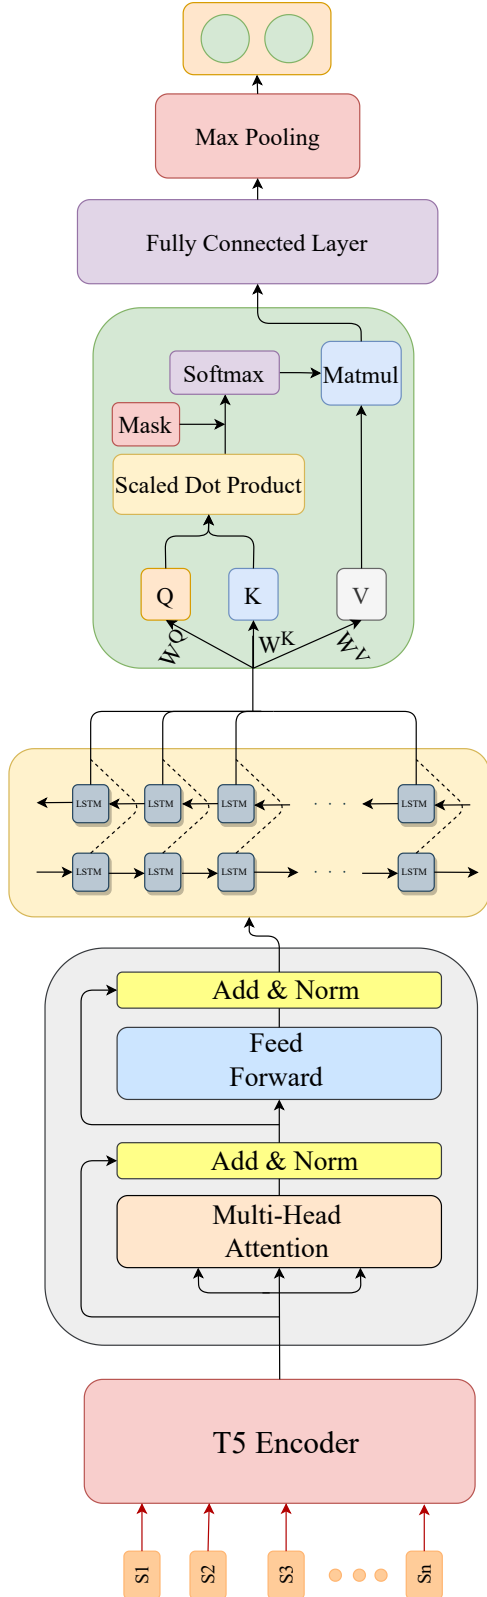 Max Pooling
Fully Connected Layer
Softmax
Matmul
Mask
Scaled Dot Product
Q
K
V
W^Q
W^K
W^V
LSTM
LSTM
LSTM
. . .
LSTM
LSTM
LSTM
LSTM
. . .
LSTM
Add & Norm
Feed
Forward
Add & Norm
Multi-Head
Attention
T5 Encoder
S1
S2
S3
Sn